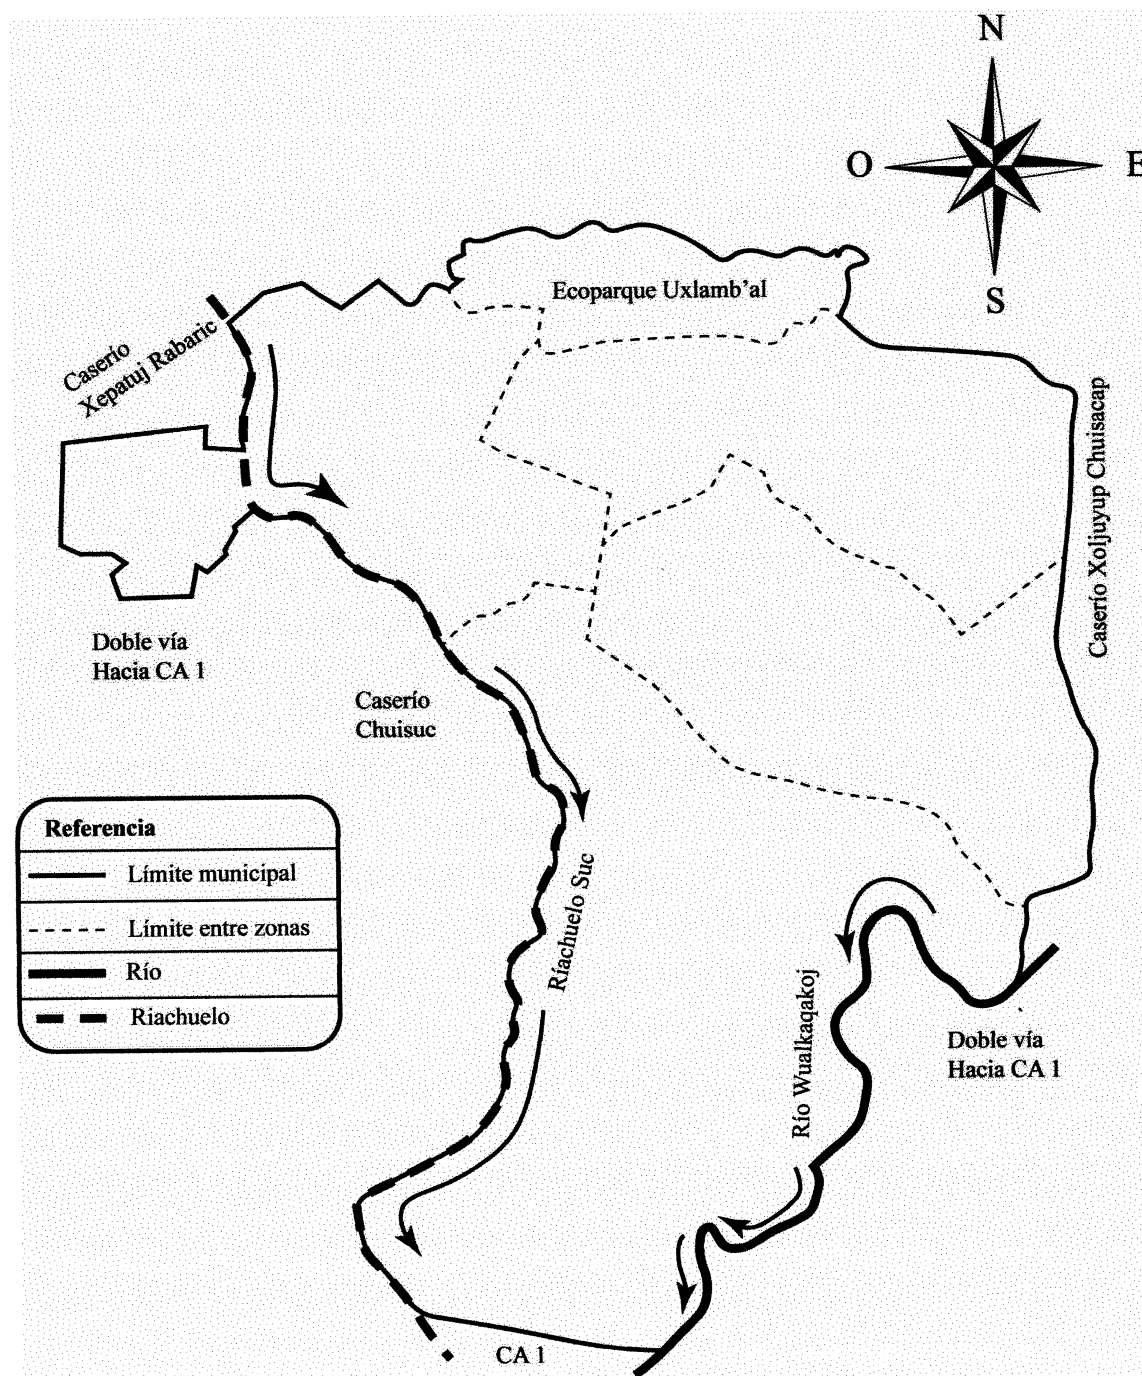 N
O
E
S
Ecoparque Uxlamb'al
Caserío
Xepatuj Rabaric
Caserío Xoljuyup Chuisacap
Doble vía
Hacia CA 1
Caserío
Chuisuc
Referencia
Límite municipal
Límite entre zonas
Río
Riachuelo
Ríachuelo Suc
Río Wualkaqakoj
Doble vía
Hacia CA 1
CA 1